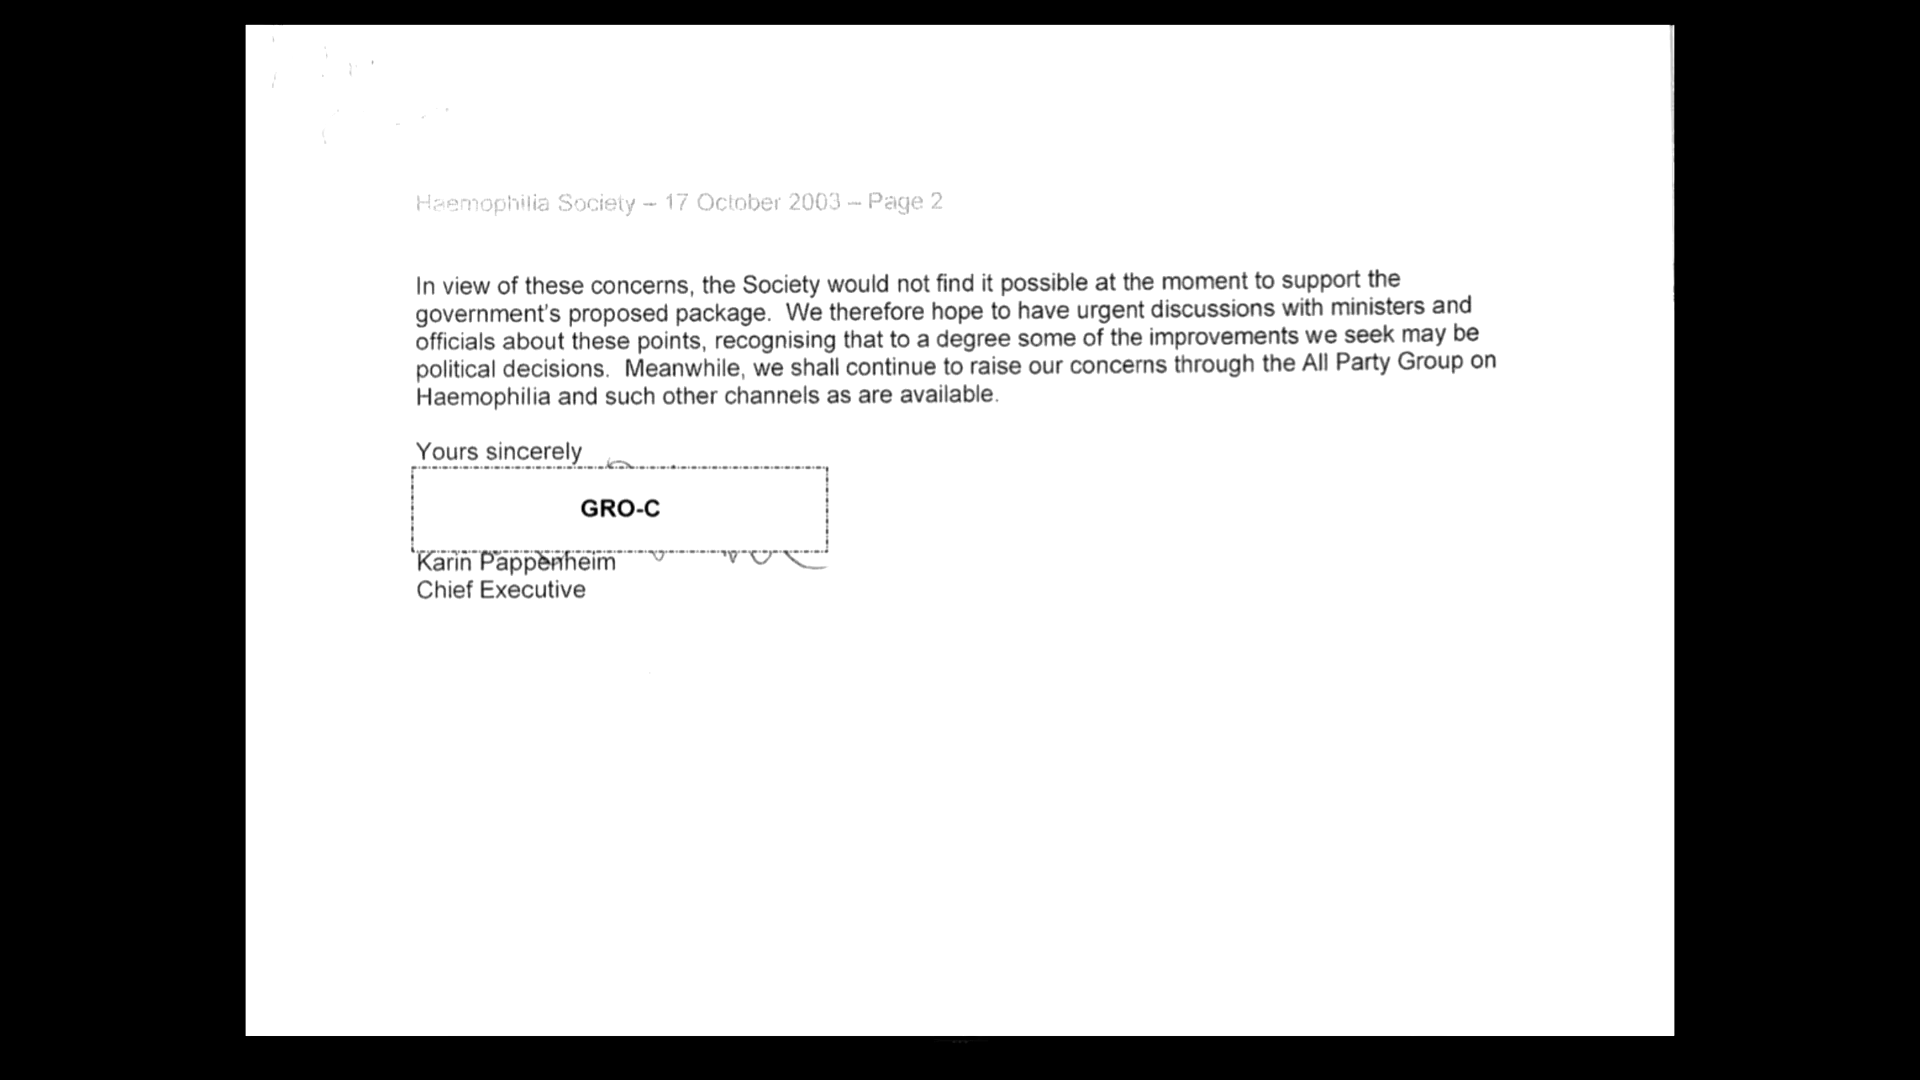 Haemophilia Society – 17 October 2003 – Page 2
In view of these concerns, the Society would not find it possible at the moment to support the
government's proposed package. We therefore hope to have urgent discussions with ministers and
officials about these points, recognising that to a degree some of the improvements we seek may be
political decisions. Meanwhile, we shall continue to raise our concerns through the All Party Group on
Haemophilia and such other channels as are available.
Yours sincerely
GRO-C
Karin Pappenheim
Chief Executive